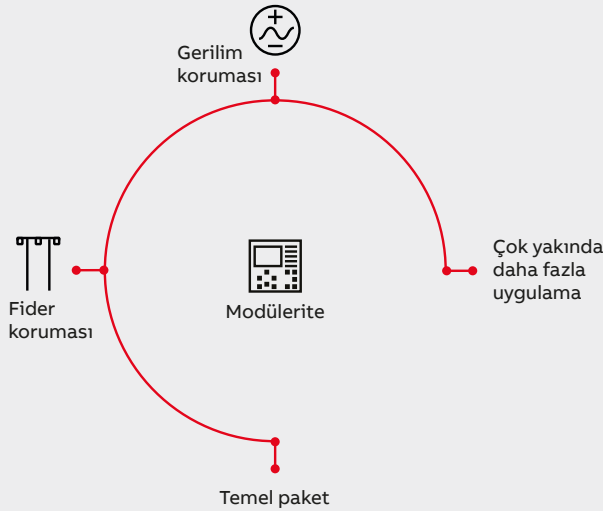 Gerilim
koruması
Fider
koruması
Modülerite
Çok yakında
daha fazla
uygulama
Temel paket